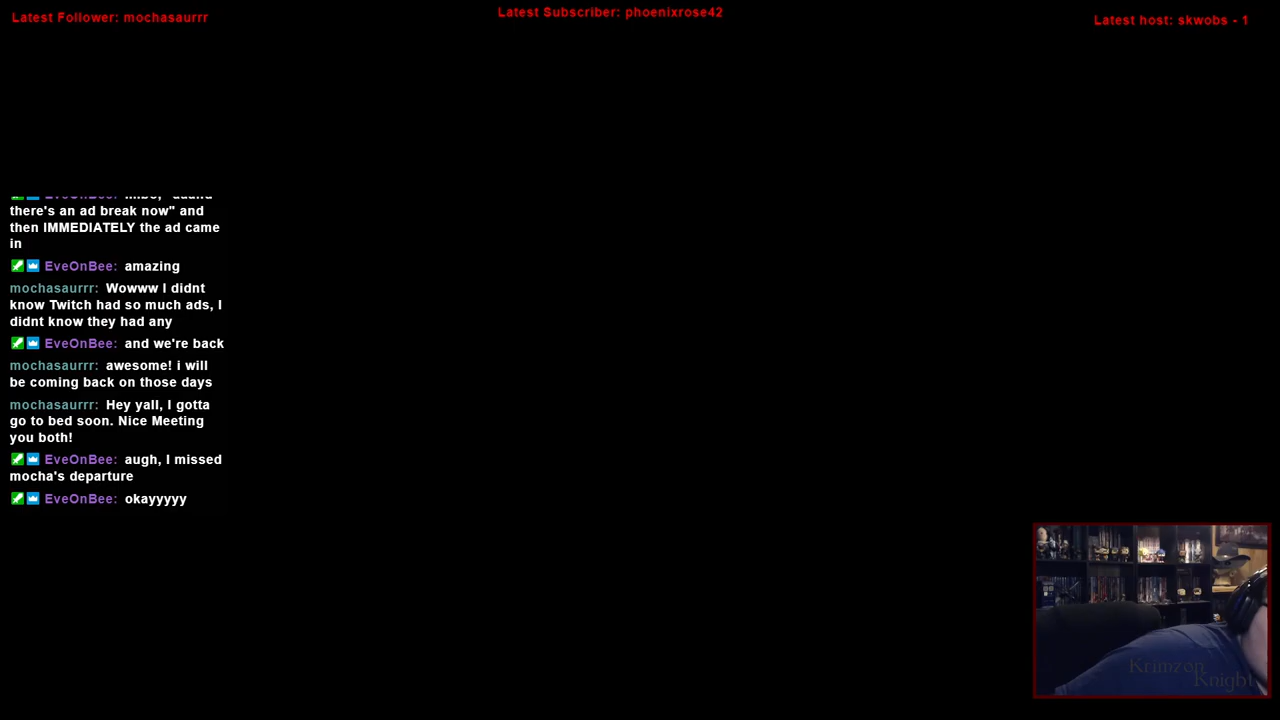 Latest Follower: mochasaurrr
Latest Subscriber: phoenixrose42
Latest host: skwobs - 1
EveOnBee:
there's an ad break now" and
then IMMEDIATELY the ad came
in
EveOnBee: amazing
mochasaurrr: Wowww I didnt
know Twitch had so much ads, I
didnt know they had any
EveOnBee: and we're back
mochasaurrr: awesome! i will
be coming back on those days
mochasaurrr: Hey yall, I gotta
go to bed soon. Nice Meeting
you both!
EveOnBee: augh, I missed
mocha's departure
EveOnBee: okayyyyy
Krimzon
Knight